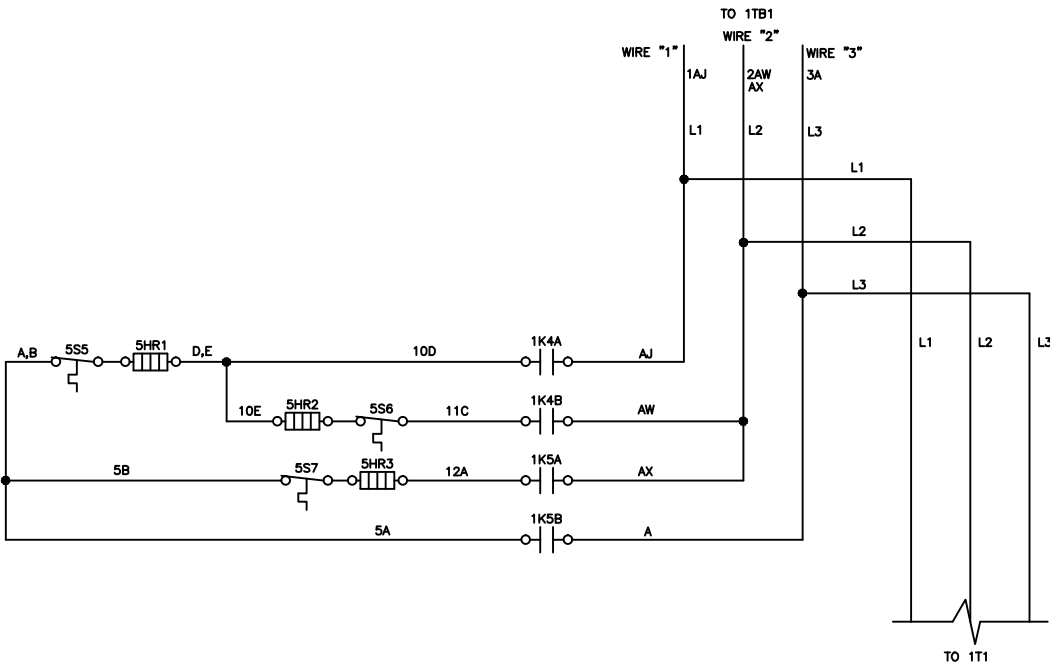 TO 1TB1
WIRE "1"
WIRE "2"
WIRE "3"
1AJ
2AW
AX
3A
L1
L2
L3
L1
L2
L3
L1
L2
L3
A,B
5S5
5HR1
D,E
10D
1K4A
AJ
10E
5HR2
5S6
11C
1K4B
AW
5B
5S7
5HR3
12A
1K5A
AX
5A
1K5B
A
TO 1T1